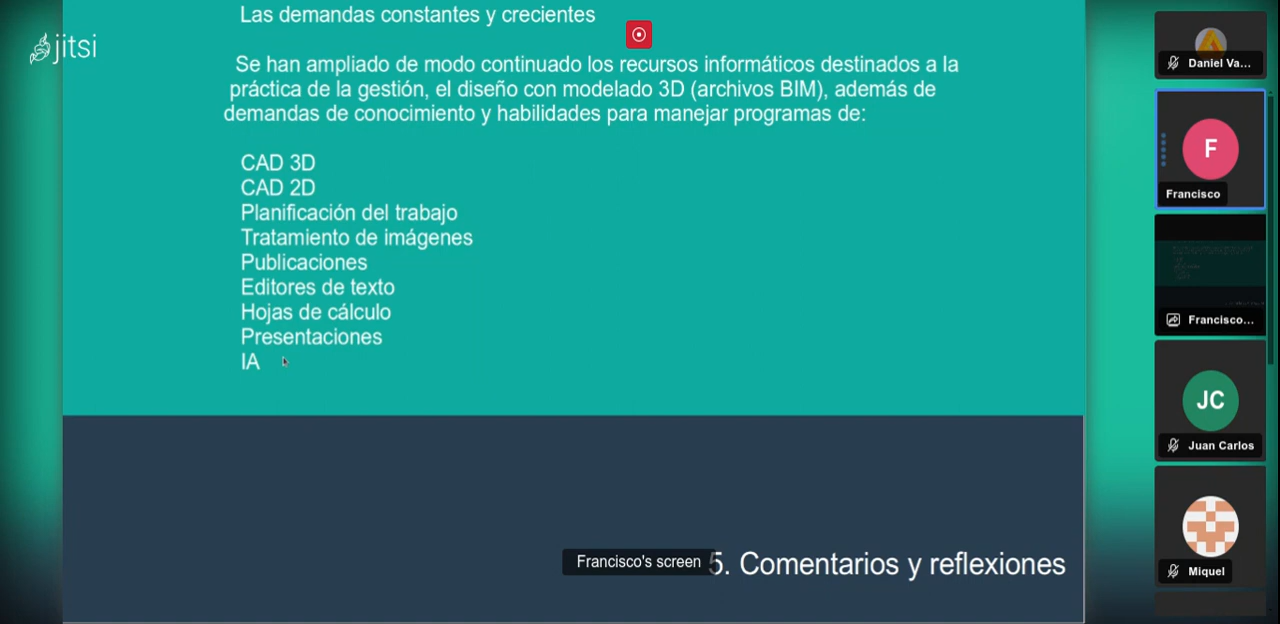 Las demandas constantes y crecientes
jitsi
Se han ampliado de modo continuado los recursos informáticos destinados a la
práctica de la gestión, el diseño con modelado 3D (archivos BIM), además de
demandas de conocimiento y habilidades para manejar programas de:
CAD 3D
CAD 2D
Planificación del trabajo
Tratamiento de imágenes
Publicaciones
Editores de texto
Hojas de cálculo
Presentaciones
IA
Francisco's screen
5. Comentarios y reflexiones
Daniel Va...
F
Francisco
Francisco...
JC
Juan Carlos
Miquel